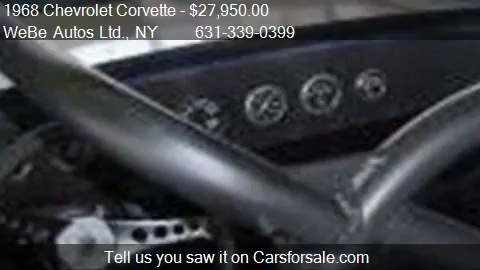 1968 Chevrolet Corvette - $27,950.00
WeBe Autos Ltd., NY 631-339-0399
Tell us you saw it on Carsforsale.com